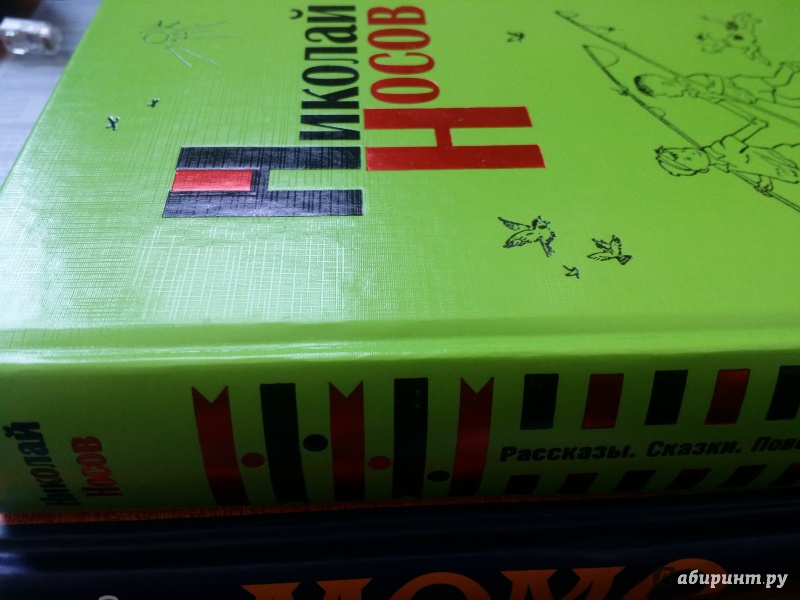 Николай
Носов
Николай
Носов
Рассказы. Сказки.
абиринт.ру